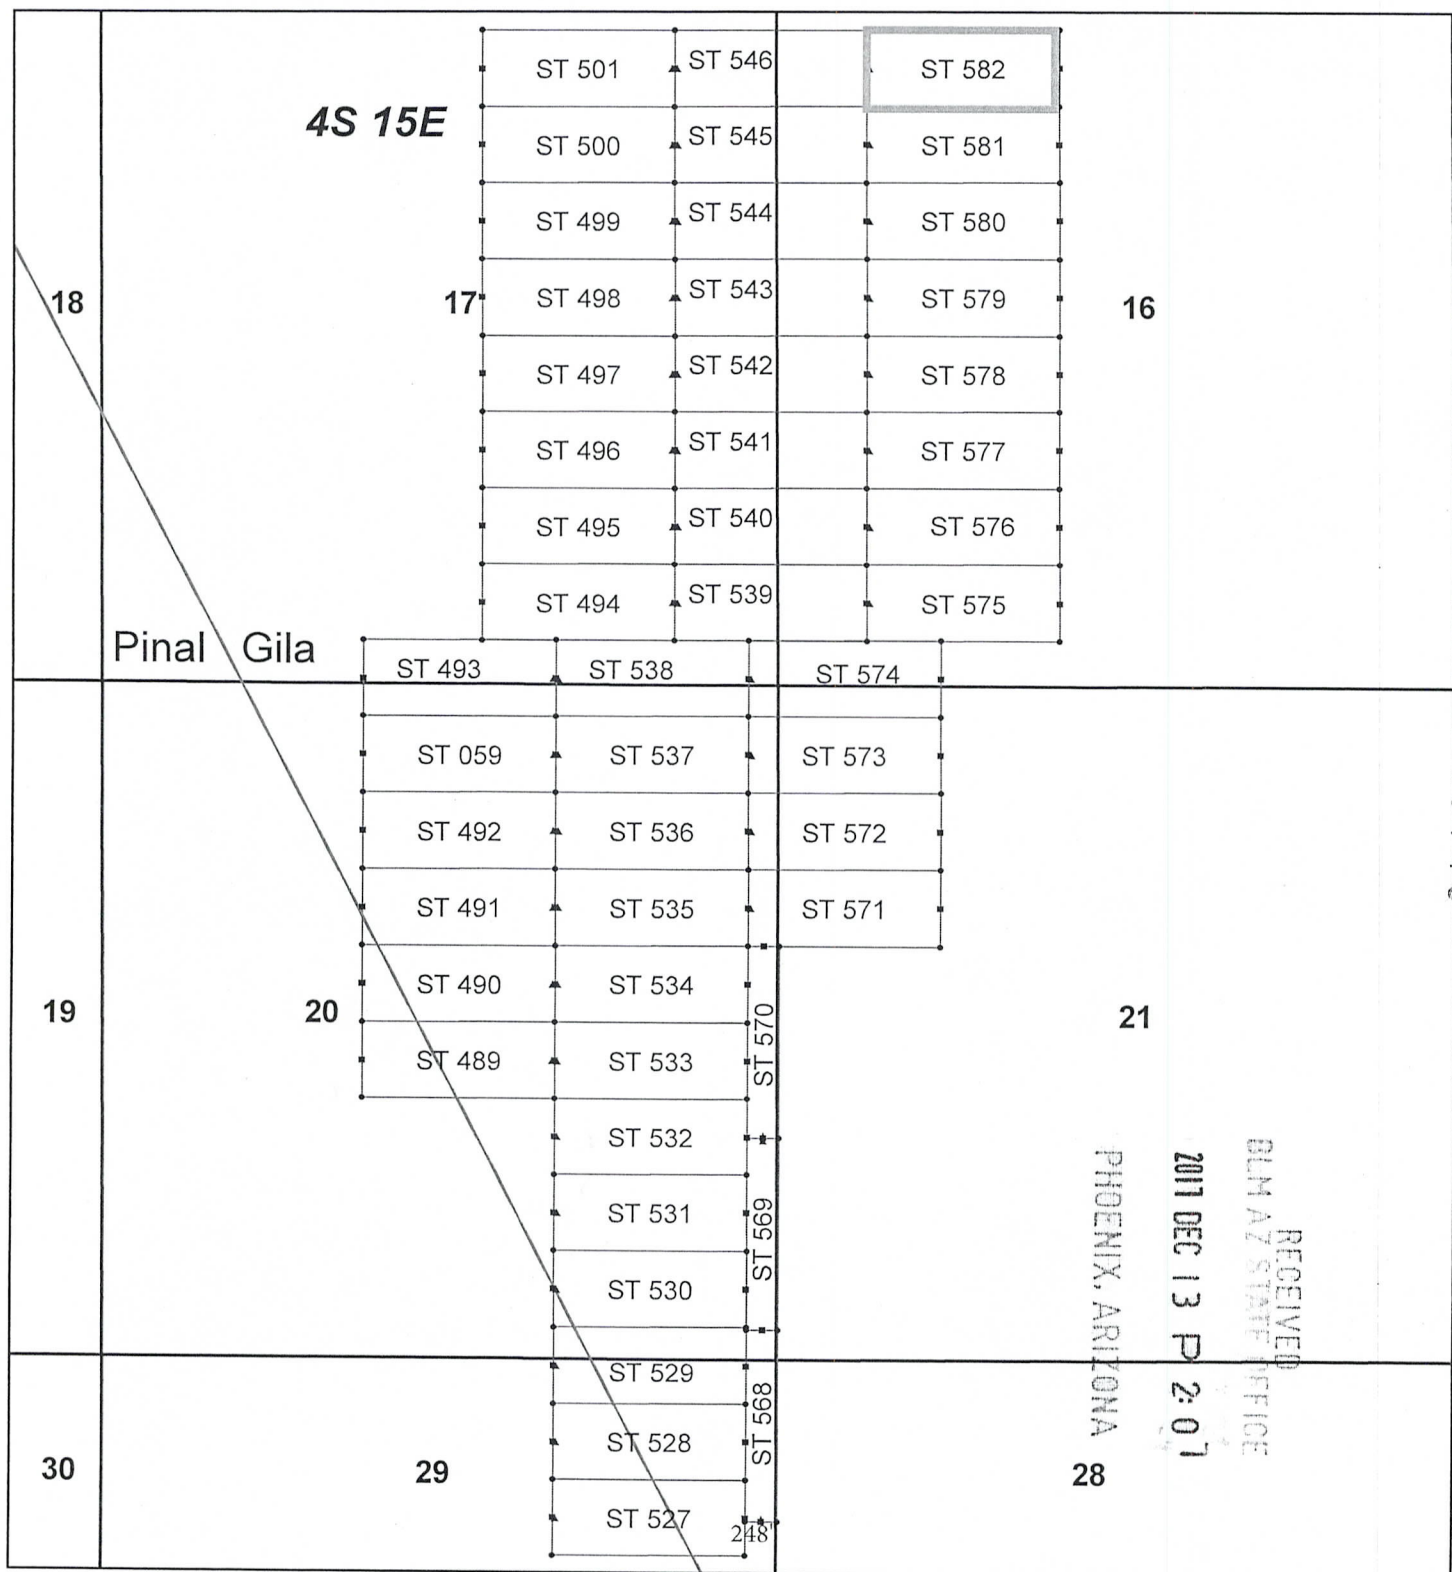 ST 501 ST 546 ST 582
4S 15E
ST 500 ST 545 ST 581
ST 499 ST 544 ST 580
18 17 ST 498 ST 543 ST 579 16
ST 497 ST 542 ST 578
ST 496 ST 541 ST 577
ST 495 ST 540 ST 576
ST 494 ST 539 ST 575
Pinal Gila
ST 493 ST 538 ST 574
ST 059 ST 537 ST 573
ST 492 ST 536 ST 572
ST 491 ST 535 ST 571
ST 490 ST 534
19 20 ST 570 21
ST 489 ST 533
ST 532
ST 531 ST 569
ST 530
ST 529
ST 528 ST 568
30 29 28
ST 527
248'
RECEIVED
BLM AZ STATE OFFICE
2017 DEC 13 P 2:07
PHOENIX, ARIZONA